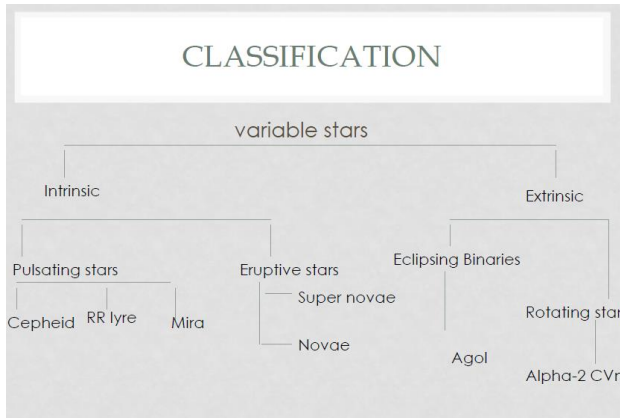 CLASSIFICATION
variable stars
Intrinsic
Extrinsic
Pulsating stars
Eruptive stars
Eclipsing Binaries
Cepheid
RR lyre
Mira
Super novae
Novae
Agol
Rotating star
Alpha-2 CVn